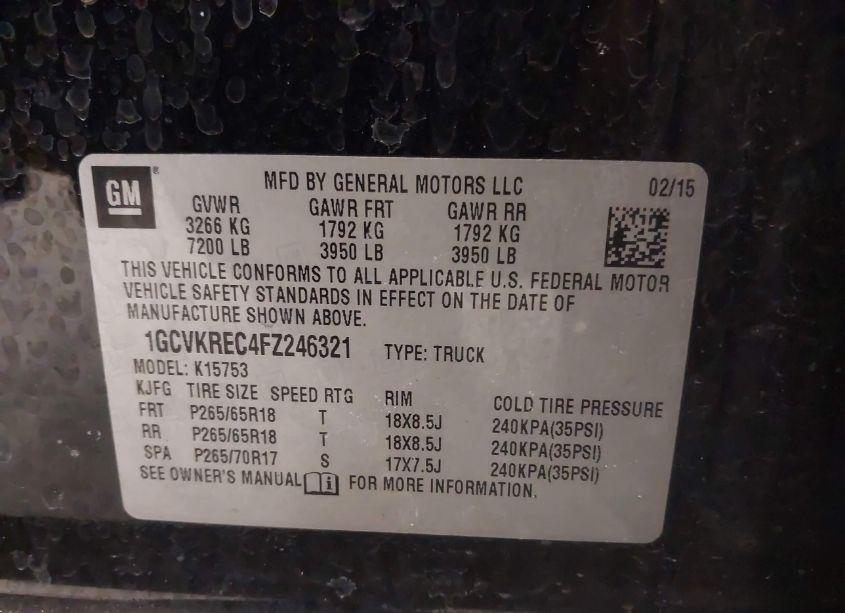 GM ® MFD BY GENERAL MOTORS LLC 02/15
GVWR GAWR FRT GAWR RR
3266 KG 1792 KG 1792 KG
7200 LB 3950 LB 3950 LB
THIS VEHICLE CONFORMS TO ALL APPLICABLE U.S. FEDERAL MOTOR
VEHICLE SAFETY STANDARDS IN EFFECT ON THE DATE OF
MANUFACTURE SHOWN ABOVE.
1GCVKREC4FZ246321 TYPE: TRUCK
MODEL: K15753
KJFG TIRE SIZE SPEED RTG RIM COLD TIRE PRESSURE
FRT P265/65R18 T 18X8.5J 240KPA(35PSI)
RR P265/65R18 T 18X8.5J 240KPA(35PSI)
SPA P265/70R17 S 17X7.5J 240KPA(35PSI)
SEE OWNER'S MANUAL i FOR MORE INFORMATION.